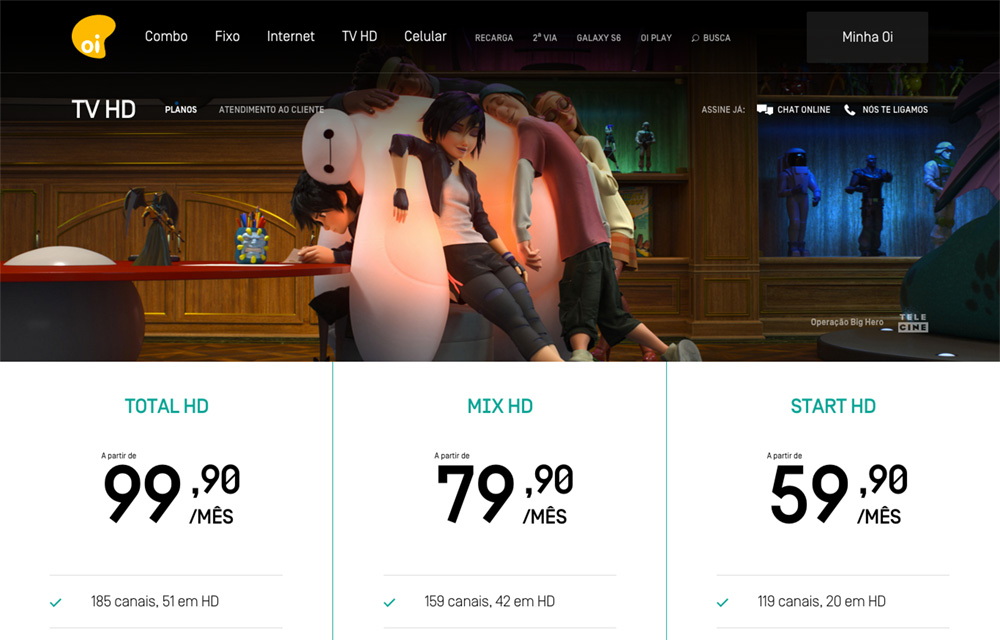 oi
Combo Fixo Internet TV HD Celular RECARGA 2ª VIA GALAXY S6 OI PLAY BUSCA Minha Oi
TV HD PLANOS ATENDIMENTO AO CLIENTE ASSINE JÁ: CHAT ONLINE NÓS TE LIGAMOS
Operação Big Hero TELE
CINE
TOTAL HD
A partir de
99,90
/MÊS
185 canais, 51 em HD
MIX HD
A partir de
79,90
/MÊS
159 canais, 42 em HD
START HD
A partir de
59,90
/MÊS
119 canais, 20 em HD